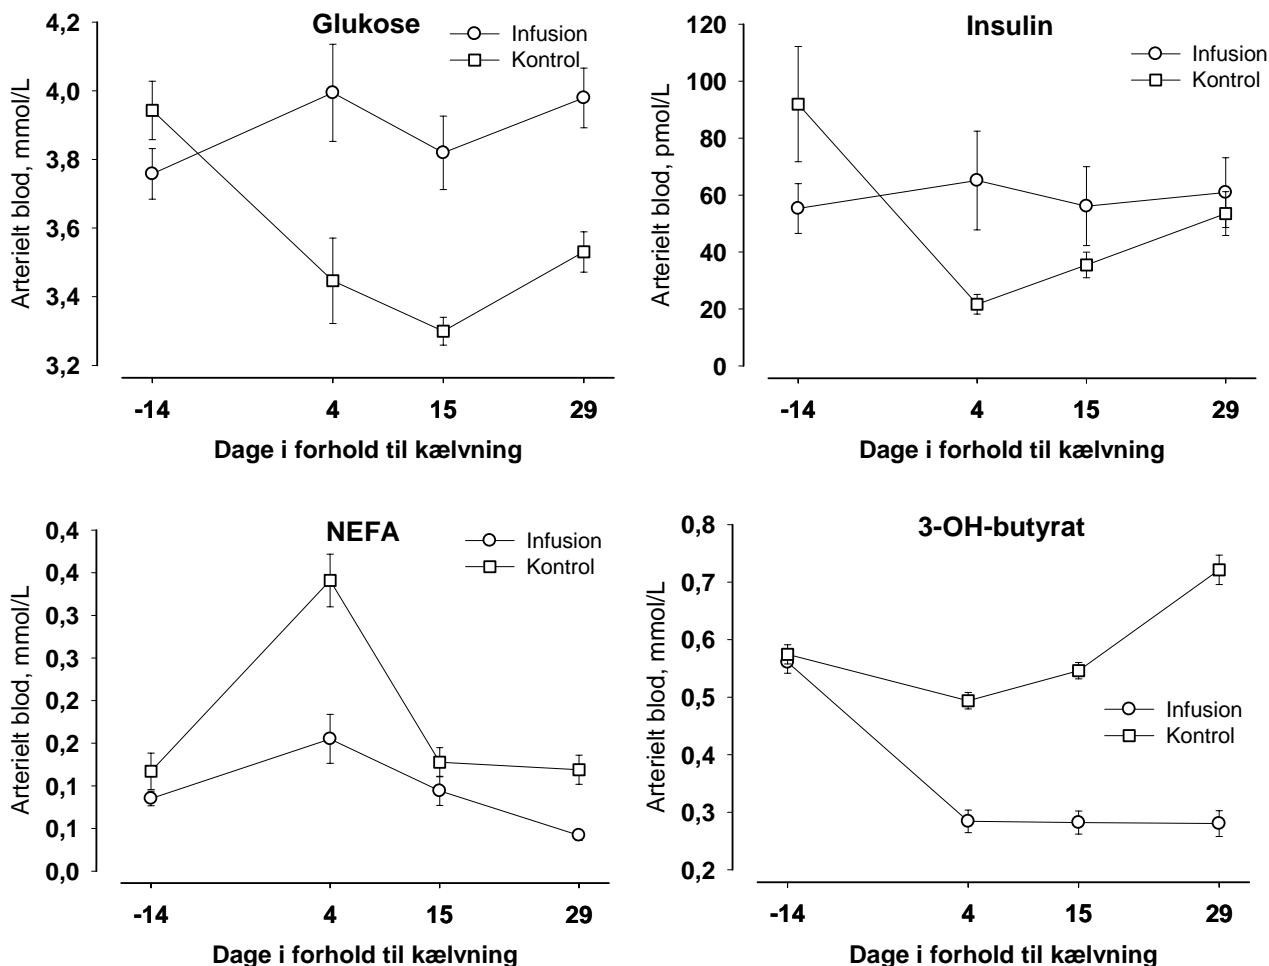 Glukose
Infusion
Kontrol
4,2
4,0
3,8
3,6
3,4
3,2
Arterielt blod, mmol/L
-14 4 15 29
Dage i forhold til kælvning
Insulin
Infusion
Kontrol
120
100
80
60
40
20
0
Arterielt blod, pmol/L
-14 4 15 29
Dage i forhold til kælvning
NEFA
Infusion
Kontrol
0,4
0,4
0,3
0,3
0,2
0,2
0,1
0,1
0,0
Arterielt blod, mmol/L
-14 4 15 29
Dage i forhold til kælvning
3-OH-butyrat
Infusion
Kontrol
0,8
0,7
0,6
0,5
0,4
0,3
0,2
Arterielt blod, mmol/L
-14 4 15 29
Dage i forhold til kælvning